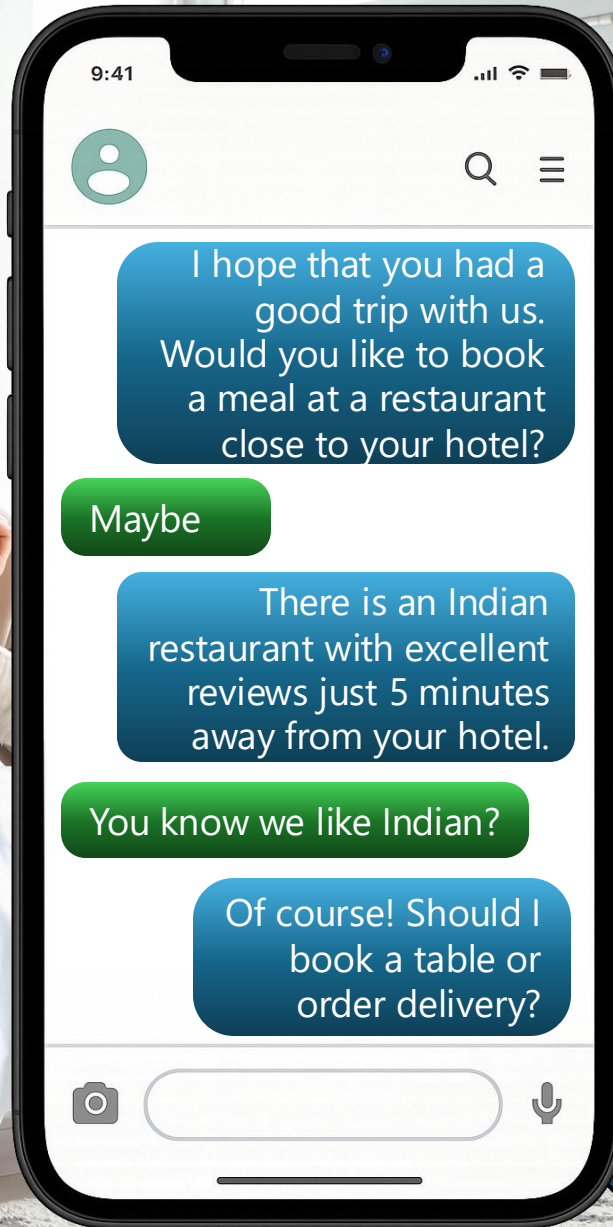 9:41
I hope that you had a
good trip with us.
Would you like to book
a meal at a restaurant
close to your hotel?
Maybe
There is an Indian
restaurant with excellent
reviews just 5 minutes
away from your hotel.
You know we like Indian?
Of course! Should I
book a table or
order delivery?